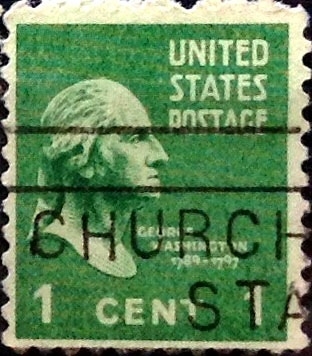 UNITED
STATES
POSTAGE
CHURCH
GEORGE
WASHINGTON
1789-1797
STA
1 CENT 1